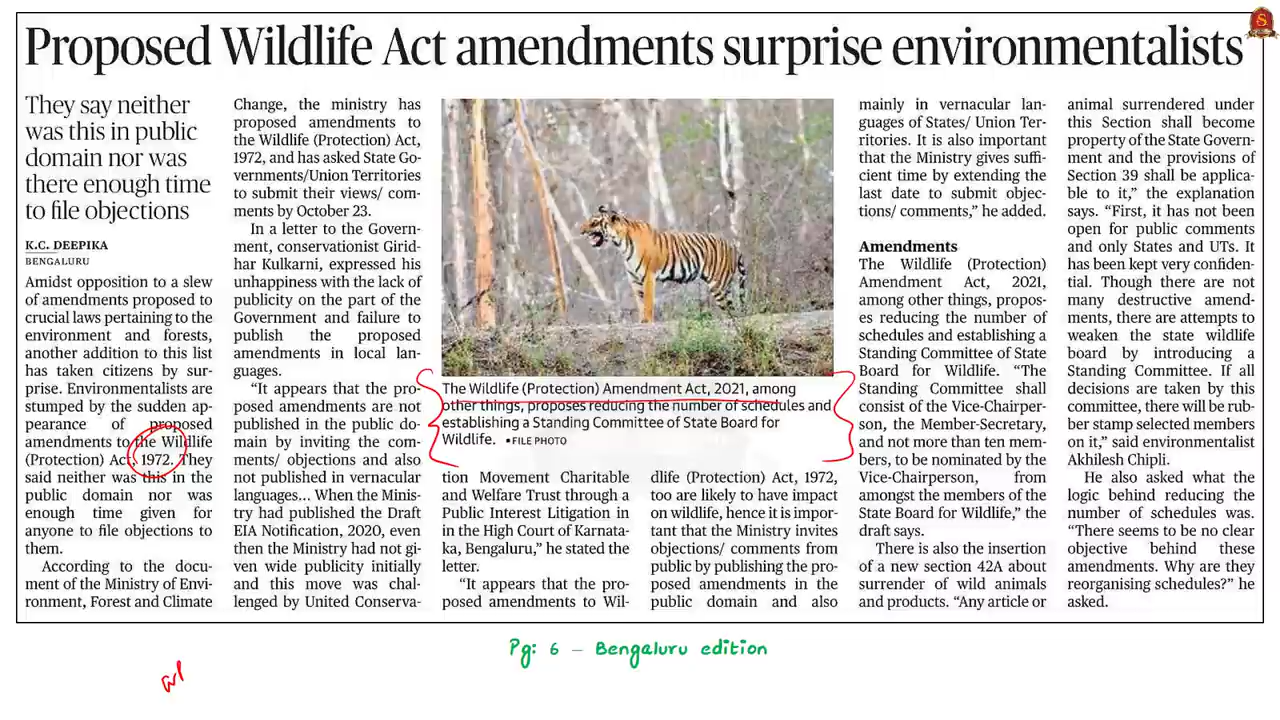 Proposed Wildlife Act amendments surprise environmentalists
They say neither
was this in public
domain nor was
there enough time
to file objections
K.C. DEEPIKA
BENGALURU
Amidst opposition to a slew
of amendments proposed to
crucial laws pertaining to the
environment and forests,
another addition to this list
has taken citizens by sur-
prise. Environmentalists are
stumped by the sudden ap-
pearance of proposed
amendments to the Wildlife
(Protection) Act, 1972. They
said neither was this in the
public domain nor was
enough time given for
anyone to file objections to
them.
According to the docu-
ment of the Ministry of Envi-
ronment, Forest and Climate
Change, the ministry has
proposed amendments to
the Wildlife (Protection) Act,
1972, and has asked State Go-
vernments/Union Territories
to submit their views/ com-
ments by October 23.
In a letter to the Govern-
ment, conservationist Girid-
har Kulkarni, expressed his
unhappiness with the lack of
publicity on the part of the
Government and failure to
publish the proposed
amendments in local lan-
guages.
"It appears that the pro-
posed amendments are not
published in the public do-
main by inviting the com-
ments/ objections and also
not published in vernacular
languages... When the Minis-
try had published the Draft
EIA Notification, 2020, even
then the Ministry had not gi-
ven wide publicity initially
and this move was chal-
lenged by United Conserva-
The Wildlife (Protection) Amendment Act, 2021, among
other things, proposes reducing the number of schedules and
establishing a Standing Committee of State Board for
Wildlife. ▪FILE PHOTO
tion Movement Charitable
and Welfare Trust through a
Public Interest Litigation in
in the High Court of Karnata-
ka, Bengaluru," he stated the
letter.
"It appears that the pro-
posed amendments to Wil-
dlife (Protection) Act, 1972,
too are likely to have impact
on wildlife, hence it is impor-
tant that the Ministry invites
objections/ comments from
public by publishing the pro-
posed amendments in the
public domain and also
mainly in vernacular lan-
guages of States/ Union Ter-
ritories. It is also important
that the Ministry gives suffi-
cient time by extending the
last date to submit objec-
tions/ comments," he added.
Amendments
The Wildlife (Protection)
Amendment Act, 2021,
among other things, propos-
es reducing the number of
schedules and establishing a
Standing Committee of State
Board for Wildlife. "The
Standing Committee shall
consist of the Vice-Chairper-
son, the Member-Secretary,
and not more than ten mem-
bers, to be nominated by the
Vice-Chairperson, from
amongst the members of the
State Board for Wildlife," the
draft says.
There is also the insertion
of a new section 42A about
surrender of wild animals
and products. "Any article or
animal surrendered under
this Section shall become
property of the State Govern-
ment and the provisions of
Section 39 shall be applica-
ble to it," the explanation
says. "First, it has not been
open for public comments
and only States and UTs. It
has been kept very confiden-
tial. Though there are not
many destructive amend-
ments, there are attempts to
weaken the state wildlife
board by introducing a
Standing Committee. If all
decisions are taken by this
committee, there will be rub-
ber stamp selected members
on it," said environmentalist
Akhilesh Chipli.
He also asked what the
logic behind reducing the
number of schedules was.
"There seems to be no clear
objective behind these
amendments. Why are they
reorganising schedules?" he
asked.
Pg: 6 – Bengaluru edition